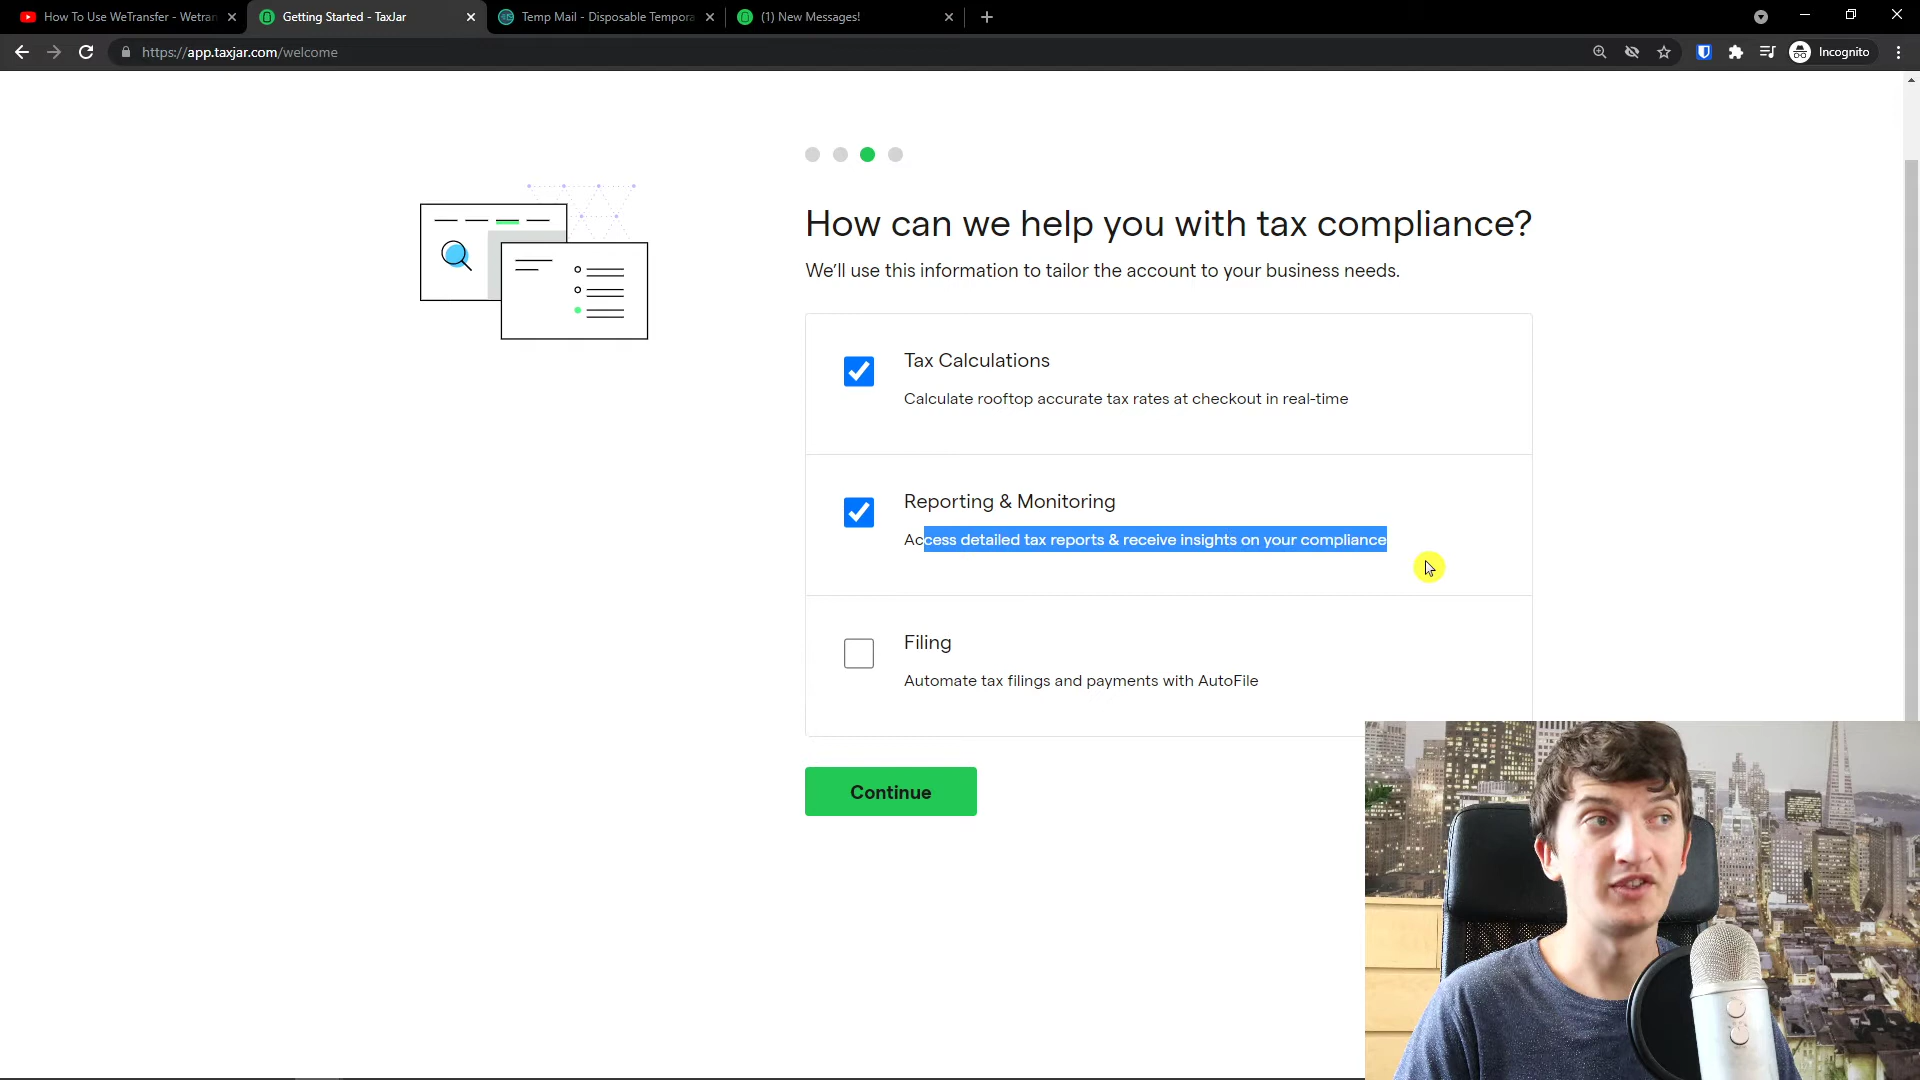 How To Use WeTransfer - Wetran
Getting Started - TaxJar
Temp Mail - Disposable Tempora
(1) New Messages!
https://app.taxjar.com/welcome
Incognito
How can we help you with tax compliance?
We'll use this information to tailor the account to your business needs.
Tax Calculations
Calculate rooftop accurate tax rates at checkout in real-time
Reporting & Monitoring
Access detailed tax reports & receive insights on your compliance
Filing
Automate tax filings and payments with AutoFile
Continue